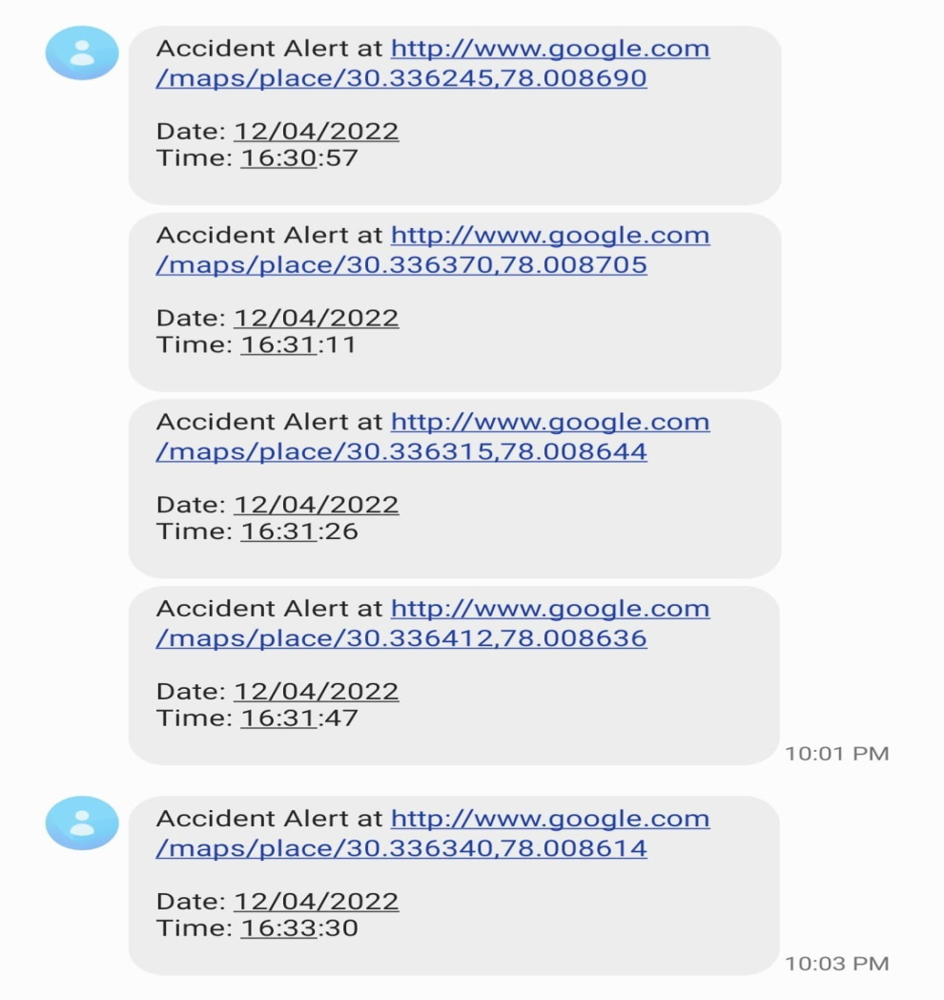 Accident Alert at http://www.google.com
/maps/place/30.336245,78.008690
Date: 12/04/2022
Time: 16:30:57
Accident Alert at http://www.google.com
/maps/place/30.336370,78.008705
Date: 12/04/2022
Time: 16:31:11
Accident Alert at http://www.google.com
/maps/place/30.336315,78.008644
Date: 12/04/2022
Time: 16:31:26
Accident Alert at http://www.google.com
/maps/place/30.336412,78.008636
Date: 12/04/2022
Time: 16:31:47
10:01 PM
Accident Alert at http://www.google.com
/maps/place/30.336340,78.008614
Date: 12/04/2022
Time: 16:33:30
10:03 PM